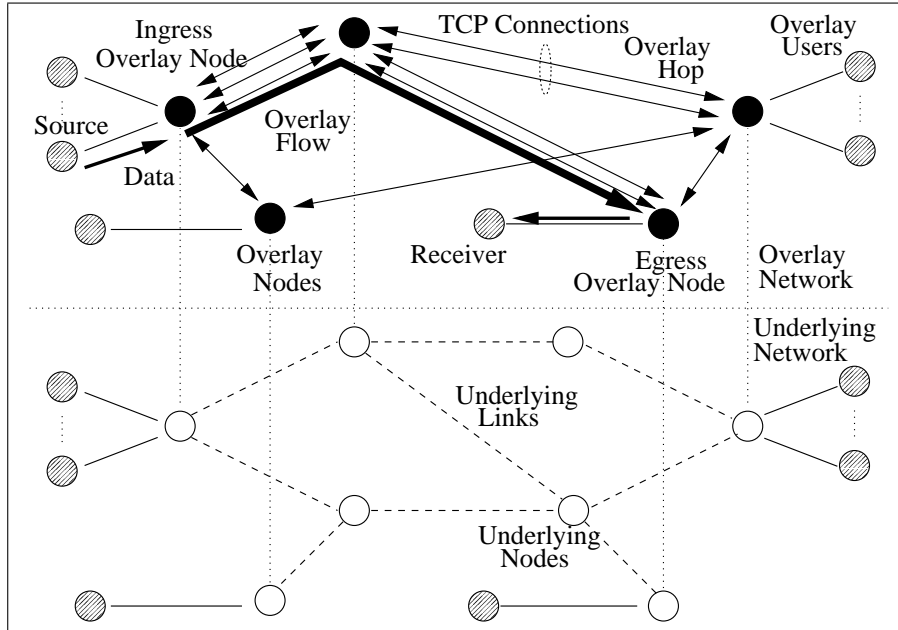 Ingress
Overlay Node
TCP Connections
Overlay
Hop
Overlay
Users
Source
Data
Overlay
Flow
Overlay
Nodes
Receiver
Egress
Overlay Node
Overlay
Network
Underlying
Network
Underlying
Links
Underlying
Nodes